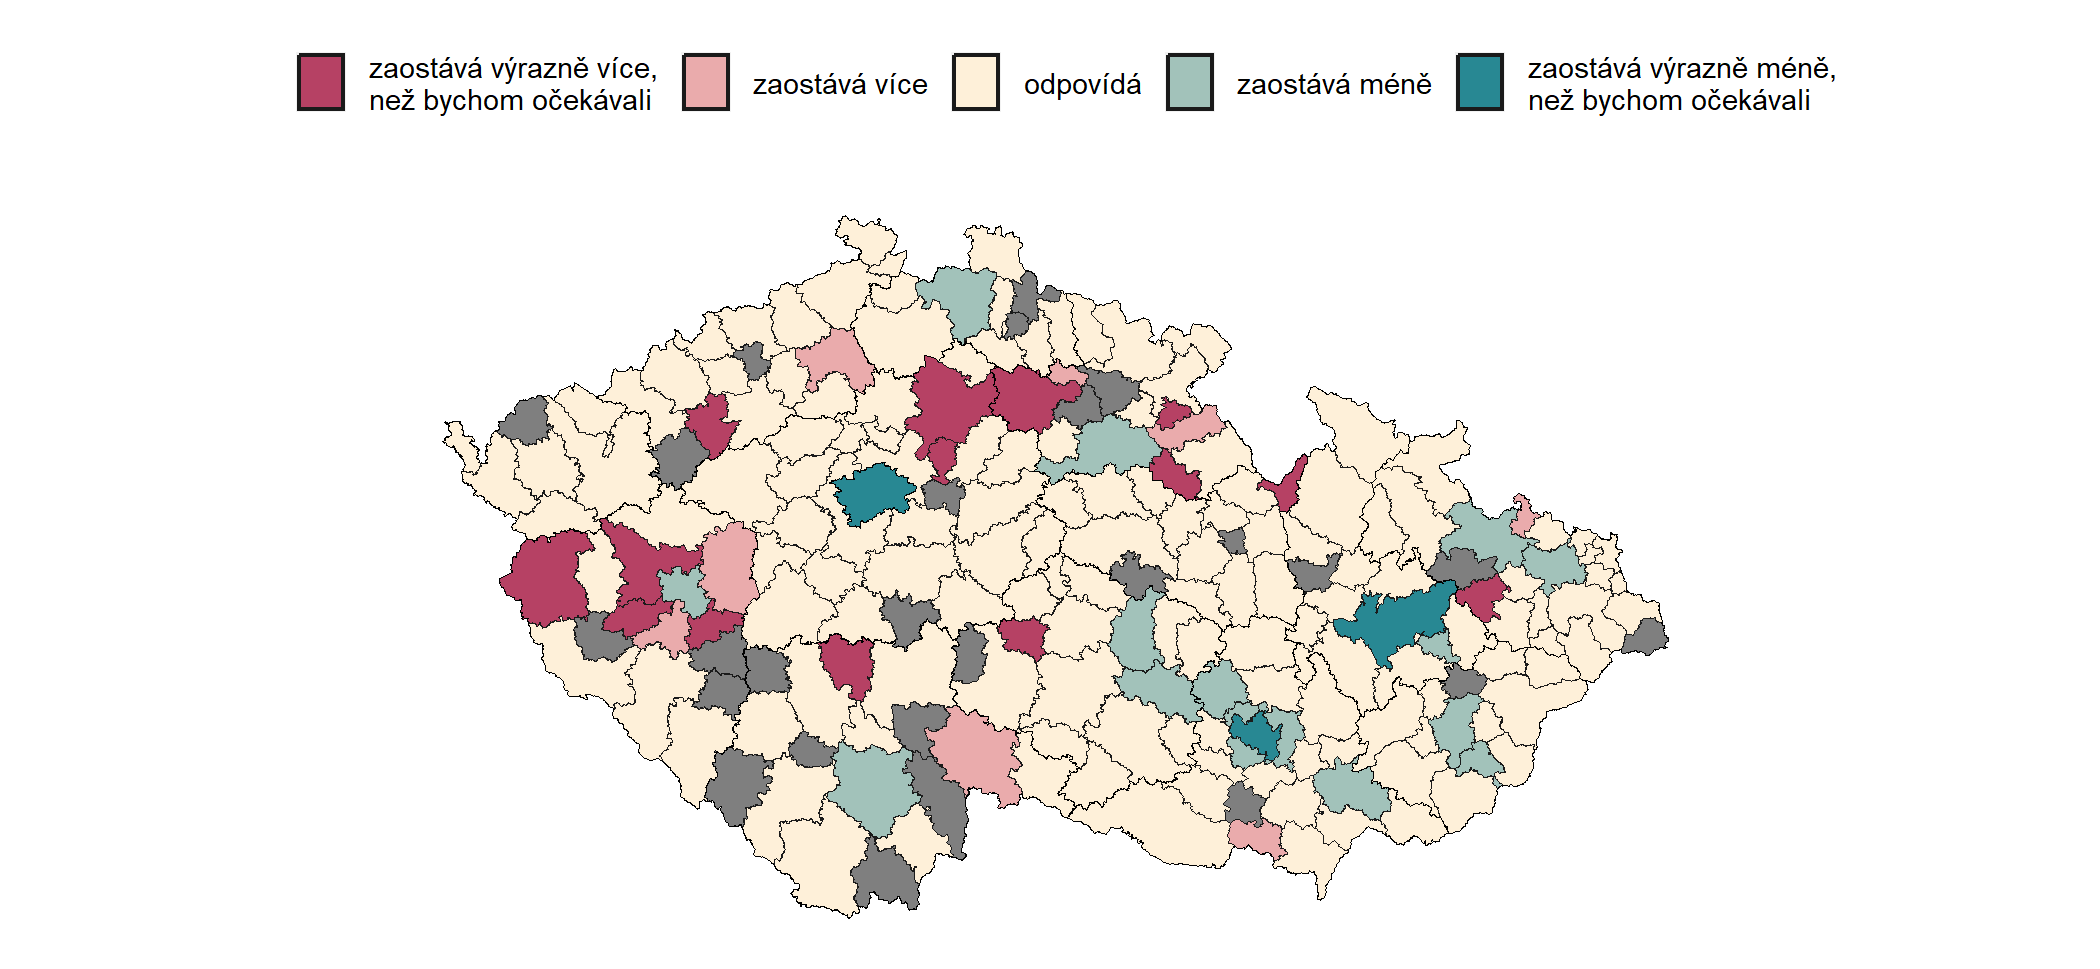 zaostává výrazně více,
než bychom očekávali
zaostává více
odpovídá
zaostává méně
zaostává výrazně méně,
než bychom očekávali